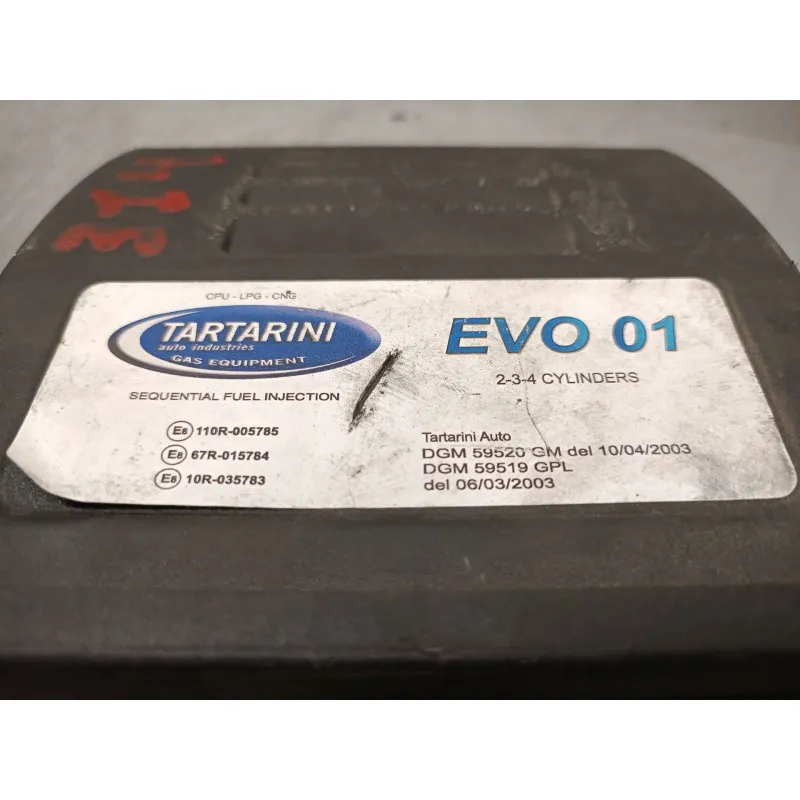 314
CPU - LPG - CNG
TARTARINI
auto industries
GAS EQUIPMENT
SEQUENTIAL FUEL INJECTION
E8 110R-005785
E8 67R-015784
E8 10R-035783
EVO 01
2-3-4 CYLINDERS
Tartarini Auto
DGM 59520 GM del 10/04/2003
DGM 59519 GPL
del 06/03/2003